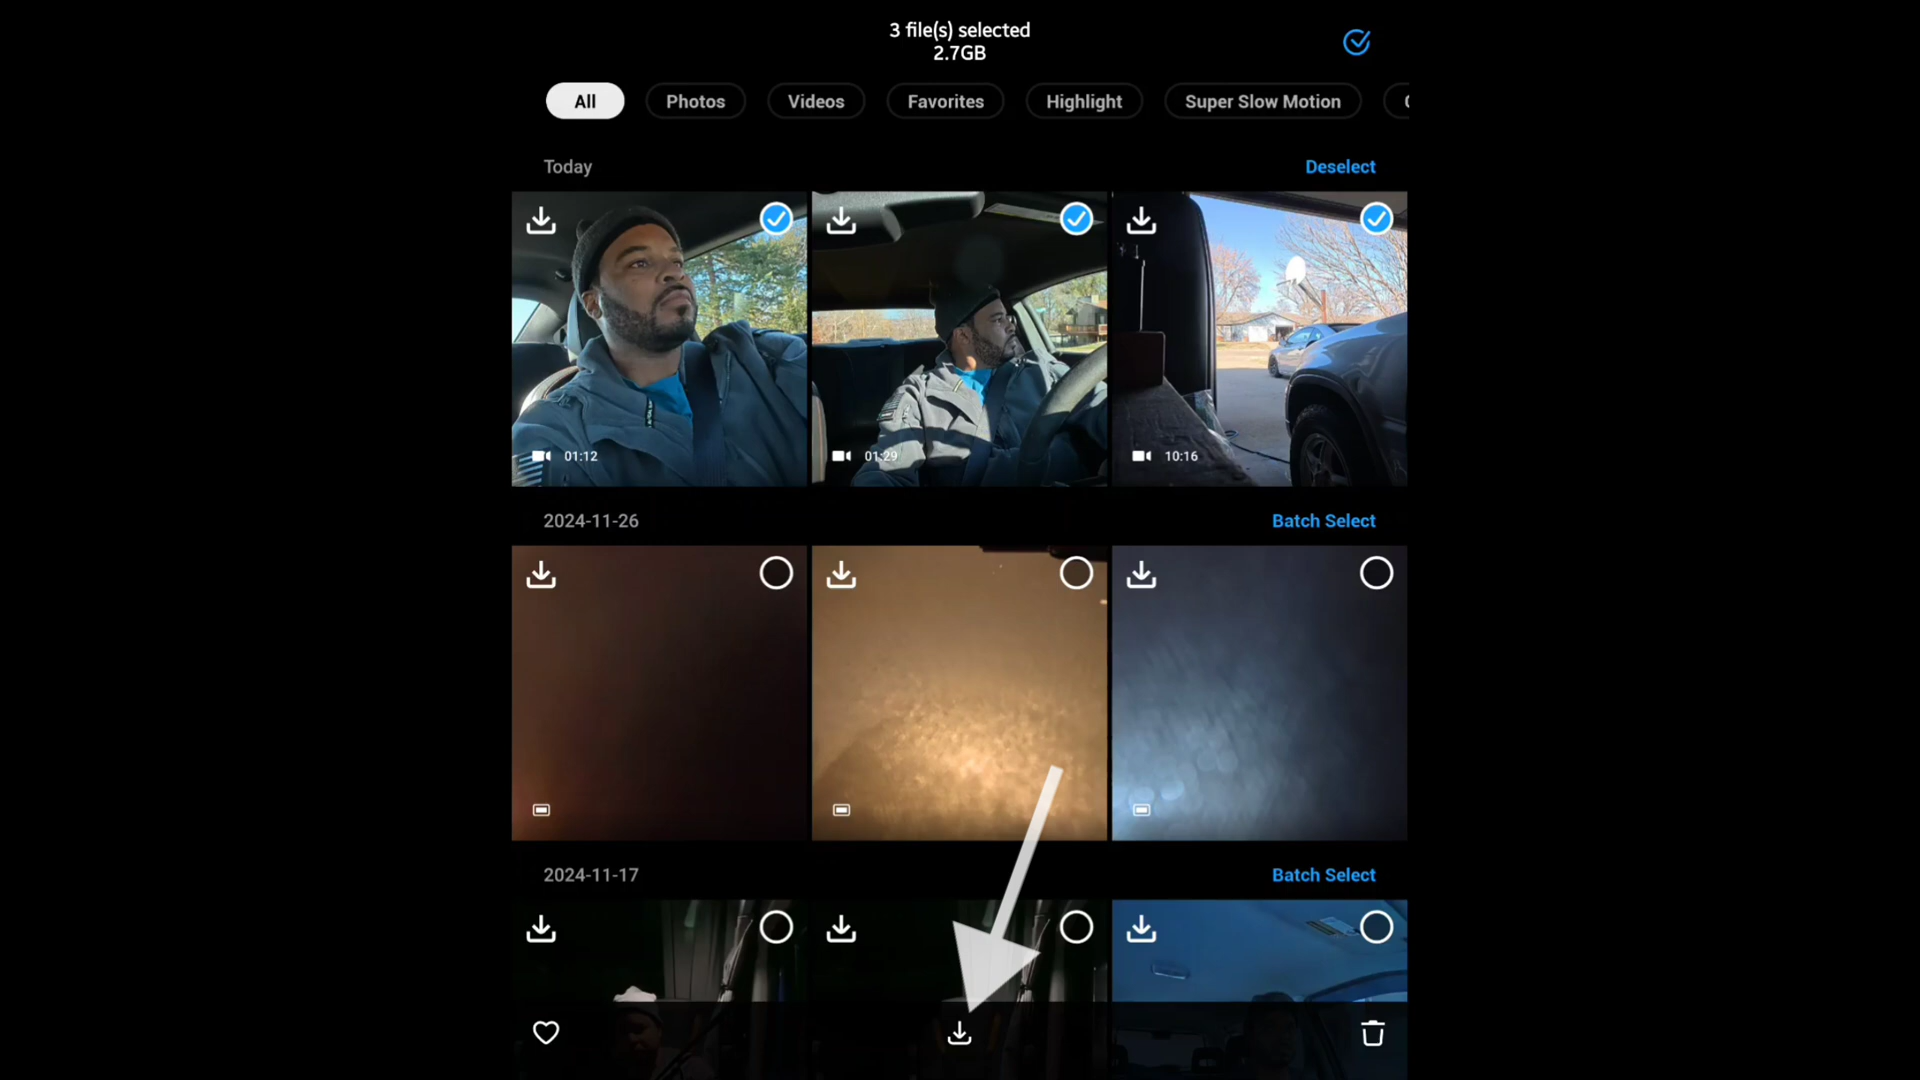 3 file(s) selected
2.7GB
All Photos Videos Favorites Highlight Super Slow Motion
Today Deselect
01:12 01:29 10:16
2024-11-26 Batch Select
2024-11-17 Batch Select